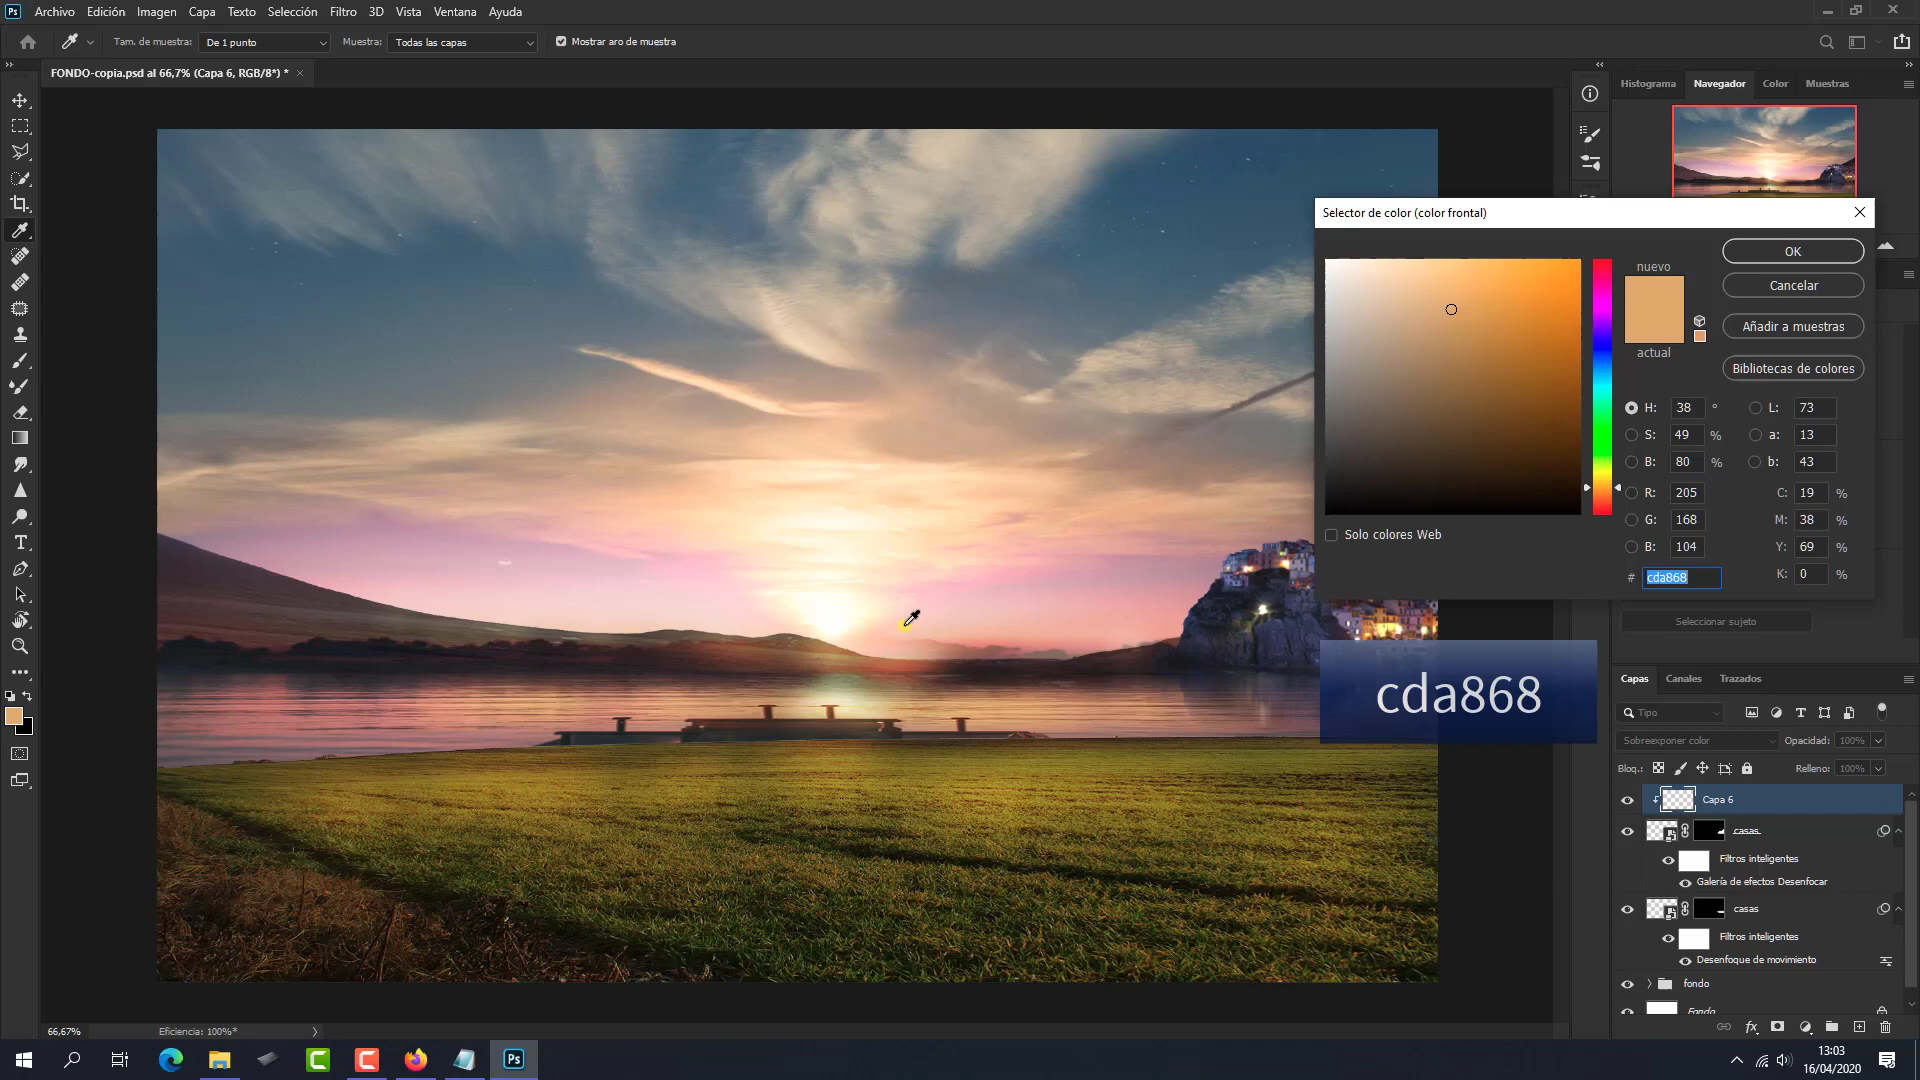 Ps Archivo Edición Imagen Capa Texto Selección Filtro 3D Vista Ventana Ayuda
Tam. de muestra: De 1 punto Muestra: Todas las capas Mostrar aro de muestra
FONDO-copia.psd al 66,7% (Capa 6, RGB/8*) * ×
Histograma Navegador Color Muestras
Selector de color (color frontal)
nuevo
actual
OK
Cancelar
Añadir a muestras
Bibliotecas de colores
H: 38 ° L: 73
S: 49 % a: 13
B: 80 % b: 43
R: 205 C: 19 %
G: 168 M: 38 %
B: 104 Y: 69 %
# cda868 K: 0 %
Solo colores Web
Seleccionar sujeto
cda868
Capas Canales Trazados
Tipo
Sobreexponer color Opacidad: 100%
Bloq.: Relleno: 100%
Capa 6
casas
Filtros inteligentes
Galería de efectos Desenfocar
casas
Filtros inteligentes
Desenfoque de movimiento
fondo
Fondo
fx
66,67% Eficiencia: 100%*
Ps
13:03
16/04/2020